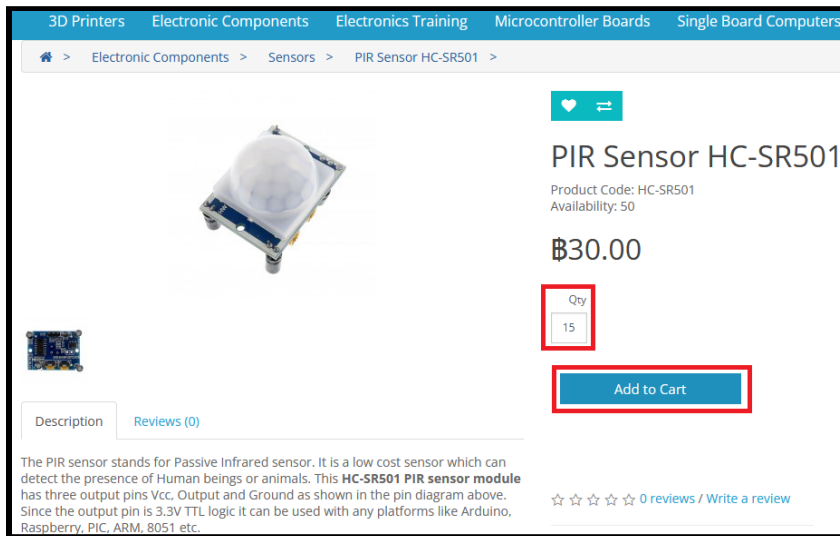 3D Printers Electronic Components Electronics Training Microcontroller Boards Single Board Computers
> Electronic Components > Sensors > PIR Sensor HC-SR501 >
PIR Sensor HC-SR501
Product Code: HC-SR501
Availability: 50
฿30.00
Qty
15
Add to Cart
Description Reviews (0)
The PIR sensor stands for Passive Infrared sensor. It is a low cost sensor which can
detect the presence of Human beings or animals. This HC-SR501 PIR sensor module
has three output pins Vcc, Output and Ground as shown in the pin diagram above.
Since the output pin is 3.3V TTL logic it can be used with any platforms like Arduino,
Raspberry, PIC, ARM, 8051 etc.
0 reviews / Write a review